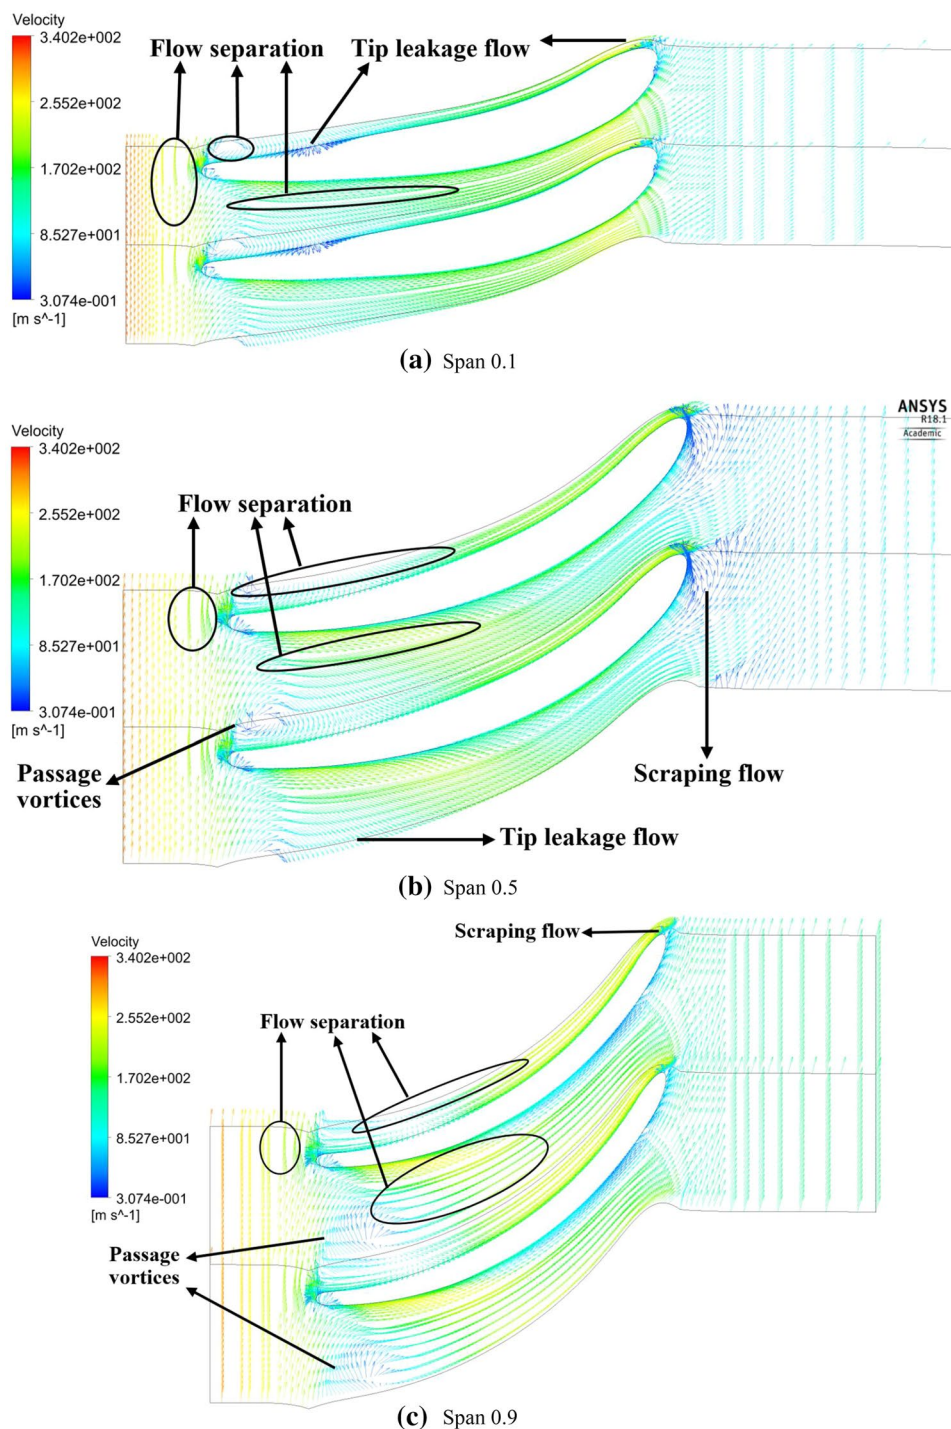 Velocity
3.402e+002
2.552e+002
1.702e+002
8.527e+001
3.074e-001
[m s^-1]
Flow separation
Tip leakage flow
(a) Span 0.1
Velocity
3.402e+002
2.552e+002
1.702e+002
8.527e+001
3.074e-001
[m s^-1]
ANSYS
R18.1
Academic
Flow separation
Passage
vortices
Scraping flow
Tip leakage flow
(b) Span 0.5
Velocity
3.402e+002
2.552e+002
1.702e+002
8.527e+001
3.074e-001
[m s^-1]
Scraping flow
Flow separation
Passage
vortices
(c) Span 0.9